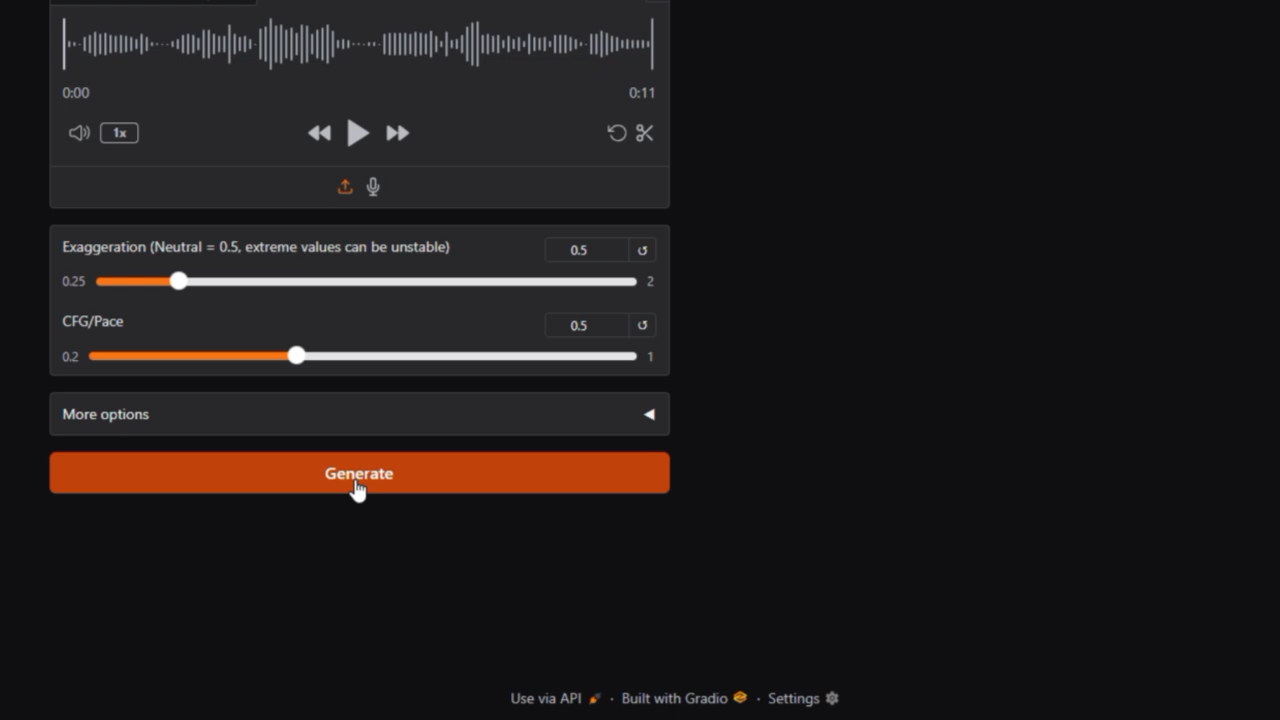 0:00 0:11
1x
Exaggeration (Neutral = 0.5, extreme values can be unstable) 0.5
0.25 2
CFG/Pace 0.5
0.2 1
More options
Generate
Use via API · Built with Gradio · Settings